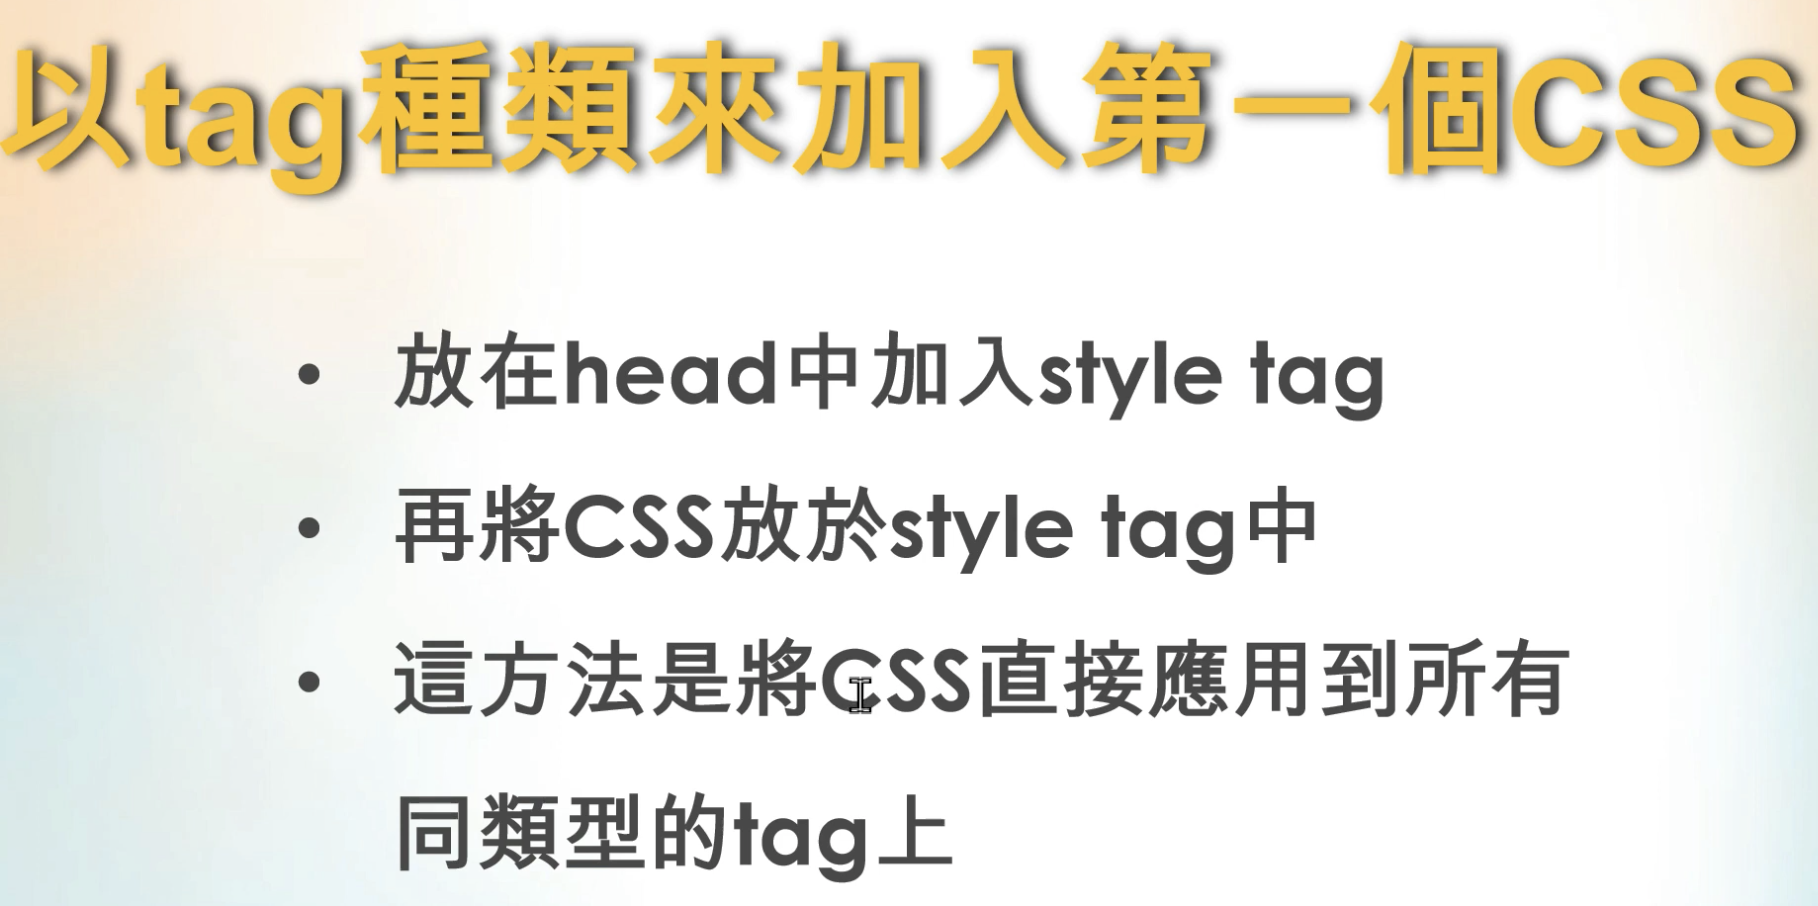 以tag種類來加入第一個CSS
• 放在head中加入style tag
• 再將CSS放於style tag中
• 這方法是將CSS直接應用到所有
同類型的tag上